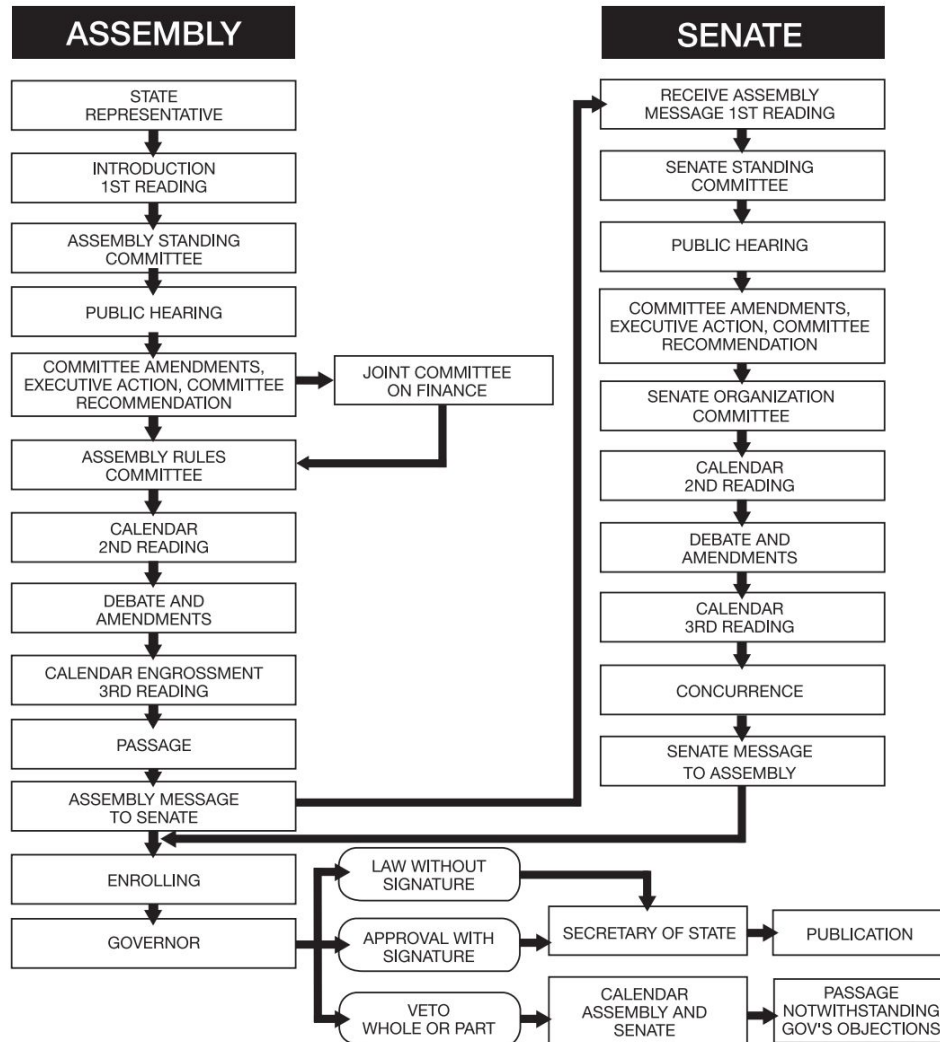 ASSEMBLY
STATE
REPRESENTATIVE
INTRODUCTION
1ST READING
ASSEMBLY STANDING
COMMITTEE
PUBLIC HEARING
COMMITTEE AMENDMENTS,
EXECUTIVE ACTION, COMMITTEE
RECOMMENDATION
JOINT COMMITTEE
ON FINANCE
ASSEMBLY RULES
COMMITTEE
CALENDAR
2ND READING
DEBATE AND
AMENDMENTS
CALENDAR ENGROSSMENT
3RD READING
PASSAGE
ASSEMBLY MESSAGE
TO SENATE
SENATE
RECEIVE ASSEMBLY
MESSAGE 1ST READING
SENATE STANDING
COMMITTEE
PUBLIC HEARING
COMMITTEE AMENDMENTS,
EXECUTIVE ACTION, COMMITTEE
RECOMMENDATION
SENATE ORGANIZATION
COMMITTEE
CALENDAR
2ND READING
DEBATE AND
AMENDMENTS
CALENDAR
3RD READING
CONCURRENCE
SENATE MESSAGE
TO ASSEMBLY
ENROLLING
GOVERNOR
LAW WITHOUT
SIGNATURE
APPROVAL WITH
SIGNATURE
SECRETARY OF STATE
PUBLICATION
VETO
WHOLE OR PART
CALENDAR
ASSEMBLY AND
SENATE
PASSAGE
NOTWITHSTANDING
GOV'S OBJECTIONS